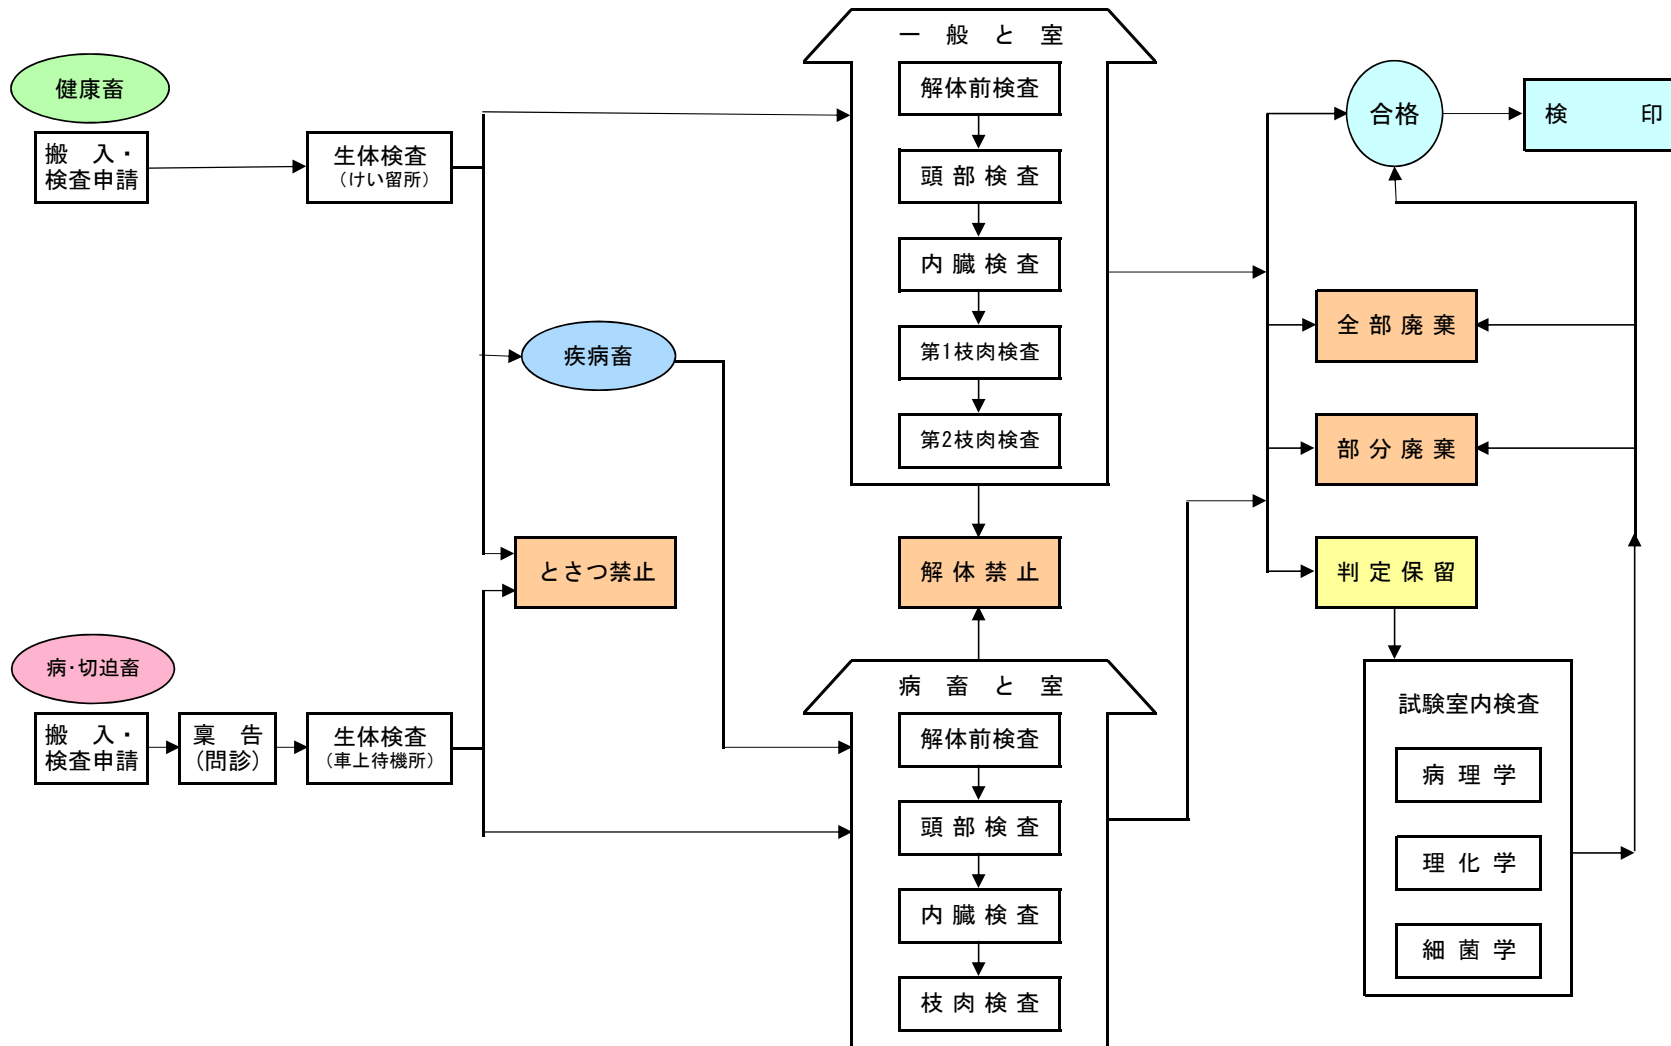 健康畜
搬　入・
検査申請
生体検査
（けい留所）
疾病畜
とさつ禁止
病・切迫畜
搬　入・
検査申請
稟　告
（問診）
生体検査
（車上待機所）
一　般　と　室
解体前検査
頭 部 検 査
内 臓 検 査
第1枝肉検査
第2枝肉検査
解 体 禁 止
病　畜　と　室
解体前検査
頭 部 検 査
内 臓 検 査
枝 肉 検 査
合格
検　　　印
全 部 廃 棄
部 分 廃 棄
判 定 保 留
試験室内検査
病 理 学
理 化 学
細 菌 学